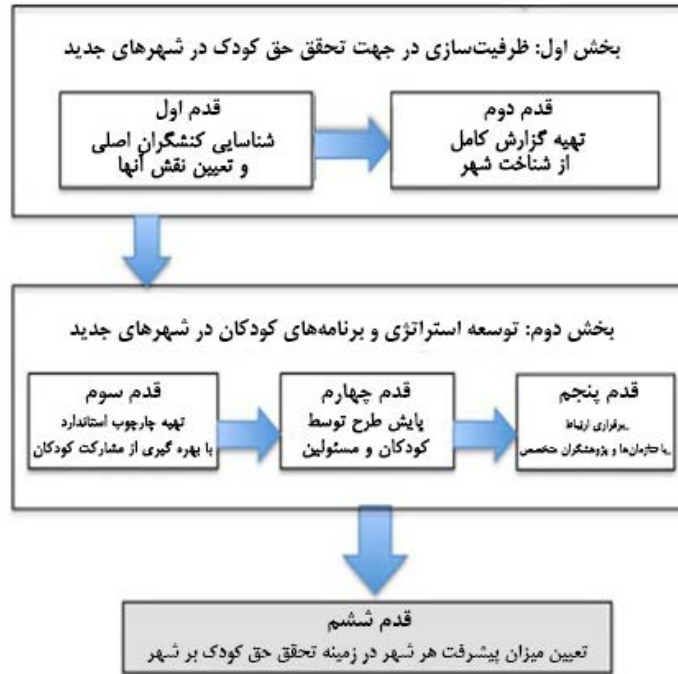 بخش اول: ظرفیت‌سازی در جهت تحقق حق کودک در شهرهای جدید
قدم اول
شناسایی کنشگران اصلی
و تعیین نقش آنها
قدم دوم
تهیه گزارش کامل
از شناخت شهر
بخش دوم: توسعه استراتژی و برنامه‌های کودکان در شهرهای جدید
قدم سوم
تهیه چارچوب استاندارد
با بهره گیری از مشارکت کودکان
قدم چهارم
پایش طرح توسط
کودکان و مسئولین
قدم پنجم
برقراری ارتباط
با سازمان‌ها و پژوهشگران متخصص
قدم ششم
تعیین میزان پیشرفت هر شهر در زمینه تحقق حق کودک بر شهر